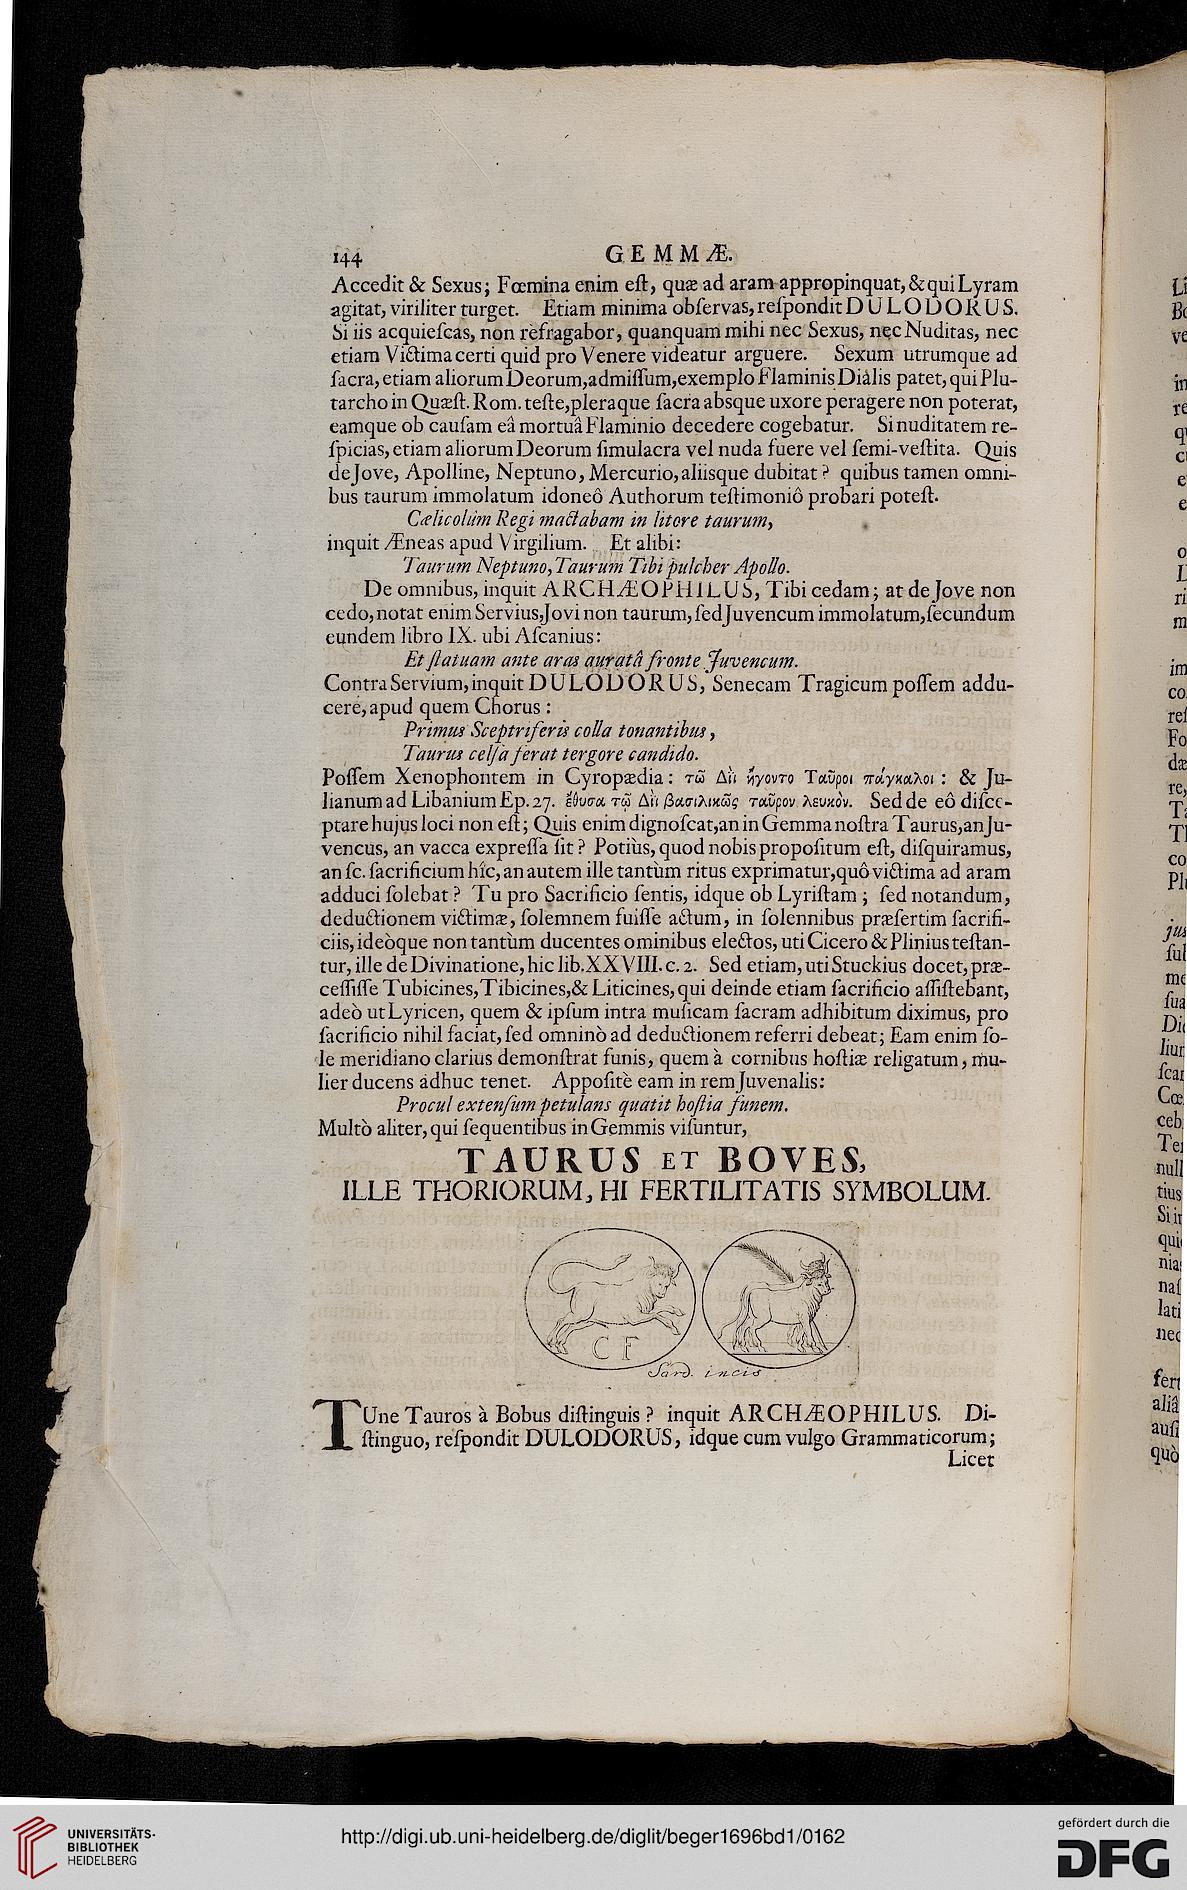 144 GEMMÆ.
Accedit & Sexus; Fœmina enim eſt, quæ ad aram appropinquat, & qui Lyram
agitat, viriliter turget. Etiam minima obſervas, reſpondit DULODORUS.
Si iis acquieſcas, non refragabor, quanquam mihi nec Sexus, nec Nuditas, nec
etiam Victima certi quid pro Venere videatur arguere. Sexum utrumque ad
ſacra, etiam aliorum Deorum, admiſſum, exemplo Flaminis Diàlis patet, qui Plu-
tarcho in Quæſt. Rom. teſte, pleraque ſacra absque uxore peragere non poterat,
eamque ob cauſam eâ mortuâ Flaminio decedere cogebatur. Si nuditatem re-
ſpicias, etiam aliorum Deorum ſimulacra vel nuda fuere vel ſemi-veſtita. Quis
de Jove, Apolline, Neptuno, Mercurio, aliisque dubitat? quibus tamen omni-
bus taurum immolatum idoneô Authorum teſtimoniô probari poteſt.
Cælicolûm Regi mactabam in litore taurum,
inquit Æneas apud Virgilium. Et alibi:
Taurum Neptuno, Taurum Tibi pulcher Apollo.
De omnibus, inquit ARCHÆOPHILUS, Tibi cedam; at de Jove non
cedo, notat enim Servius, Jovi non taurum, ſed Juvencum immolatum, ſecundum
eundem libro IX. ubi Aſcanius:
Et ſtatuam ante aras auratâ fronte Juvencum.
Contra Servium, inquit DULODORUS, Senecam Tragicum poſſem addu-
cere, apud quem Chorus:
Primus Sceptriferis colla tonantibus,
Taurus celſa ferat tergore candido.
Poſſem Xenophontem in Cyropædia: τῶ Διὶ ἤγοντο Ταῦροι πάγκαλοι: & Ju-
lianum ad Libanium Ep. 27. ἔθυσα τῷ Διὶ βασιλικῶς ταῦρον λευκὸν. Sed de eô diſce-
ptare hujus loci non eſt; Quis enim dignoſcat, an in Gemma noſtra Taurus, an Ju-
vencus, an vacca expreſſa ſit? Potiùs, quod nobis propoſitum eſt, diſquiramus,
an ſc. ſacrificium hîc, an autem ille tantùm ritus exprimatur, quô victima ad aram
adduci ſolebat? Tu pro Sacrificio ſentis, idque ob Lyriſtam; ſed notandum,
deductionem victimæ, ſolemnem fuiſſe actum, in ſolennibus præſertim ſacrifi-
ciis, ideòque non tantùm ducentes ominibus electos, uti Cicero & Plinius teſtan-
tur, ille de Divinatione, hic lib. XXVIII. c. 2. Sed etiam, uti Stuckius docet, præ-
ceſſiſſe Tubicines, Tibicines, & Liticines, qui deinde etiam ſacrificio aſſiſtebant,
adeò ut Lyricen, quem & ipſum intra muſicam ſacram adhibitum diximus, pro
ſacrificio nihil faciat, ſed omninò ad deductionem referri debeat; Eam enim ſo-
le meridiano clarius demonſtrat funis, quem à cornibus hoſtiæ religatum, mu-
lier ducens adhuc tenet. Appoſitè eam in rem Juvenalis:
Procul extenſum petulans quatit hoſtia funem.
Multò aliter, qui ſequentibus in Gemmis viſuntur,
TAURUS ET BOVES,
ILLE THORIORUM, HI FERTILITATIS SYMBOLUM.
C F
Sard. incis.
TUne Tauros à Bobus diſtinguis? inquit ARCHÆOPHILUS. Di-
ſtinguo, reſpondit DULODORUS, idque cum vulgo Grammaticorum;
Licet
UNIVERSITÄTS-
BIBLIOTHEK
HEIDELBERG
http://digi.ub.uni-heidelberg.de/diglit/beger1696bd1/0162
gefördert durch die
DFG